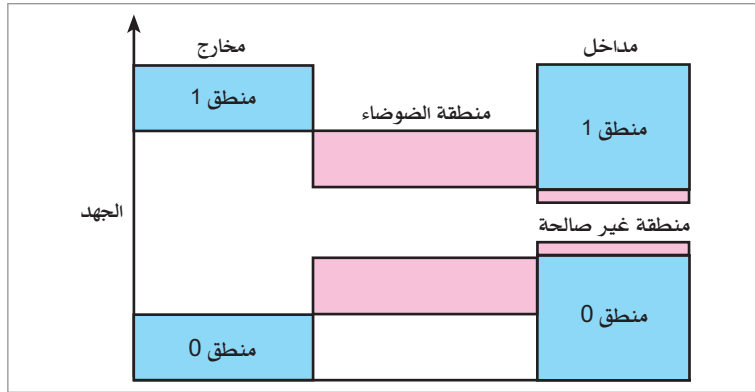 مخارج
مداخل
منطق 1
منطقة الضوضاء
منطق 1
الجهد
منطقة غير صالحة
منطق 0
منطق 0